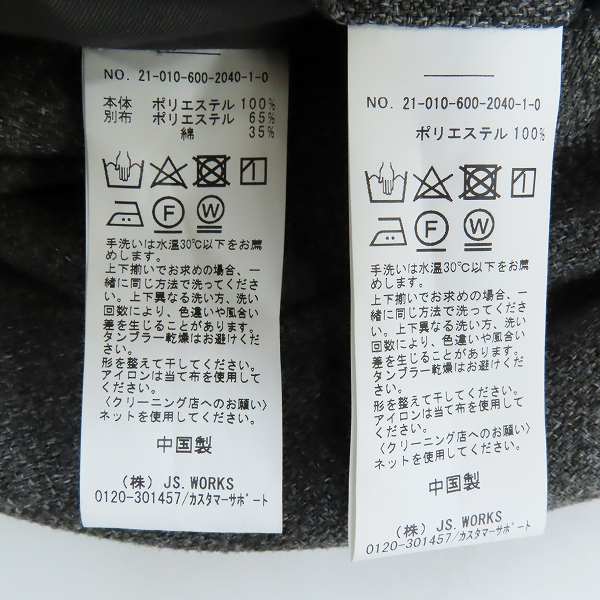 NO. 21-010-600-2040-1-0
本体 ポリエステル 100%
別布 ポリエステル 65%
綿 35%
F
W
手洗いは水温30℃以下をお薦
めします。
上下揃いでお求めの場合、一
緒に同じ方法で洗ってくださ
い。上下異なる洗い方、洗い
回数により、色違いや風合い
差を生じることがあります。
タンブラー乾燥はお避けくだ
さい。
形を整えて干してください。
アイロンは当て布を使用して
ください。
〈クリーニング店へのお願い〉
ネットを使用してください。
中国製
(株) JS. WORKS
0120-301457/カスタマーサポート
NO. 21-010-600-2040-1-0
ポリエステル 100%
F
W
手洗いは水温30℃以下をお薦
めします。
上下揃いでお求めの場合、一
緒に同じ方法で洗ってくださ
い。上下異なる洗い方、洗い
回数により、色違いや風合い
差を生じることがあります。
タンブラー乾燥はお避けくだ
さい。
形を整えて干してください。
アイロンは当て布を使用して
ください。
〈クリーニング店へのお願い〉
ネットを使用してください。
中国製
(株) JS. WORKS
0120-301457/カスタマーサポート